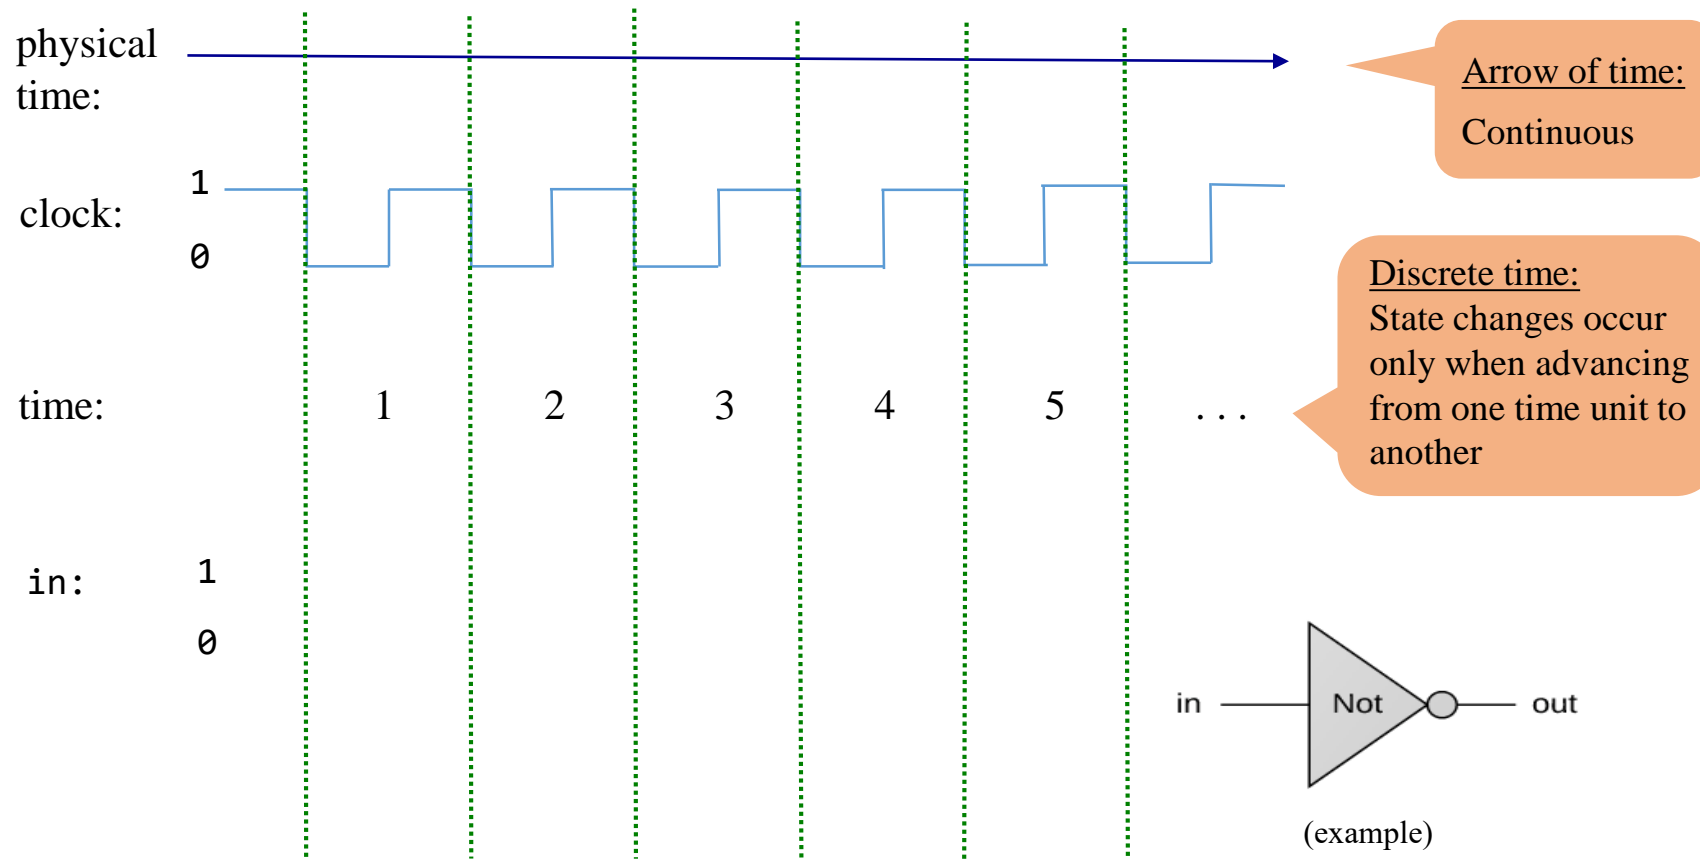 physical
time:
Arrow of time:
Continuous
clock:
1
0
Discrete time:
State changes occur
only when advancing
from one time unit to
another
time:
1 2 3 4 5 . . .
in:
1
0
in Not out
(example)